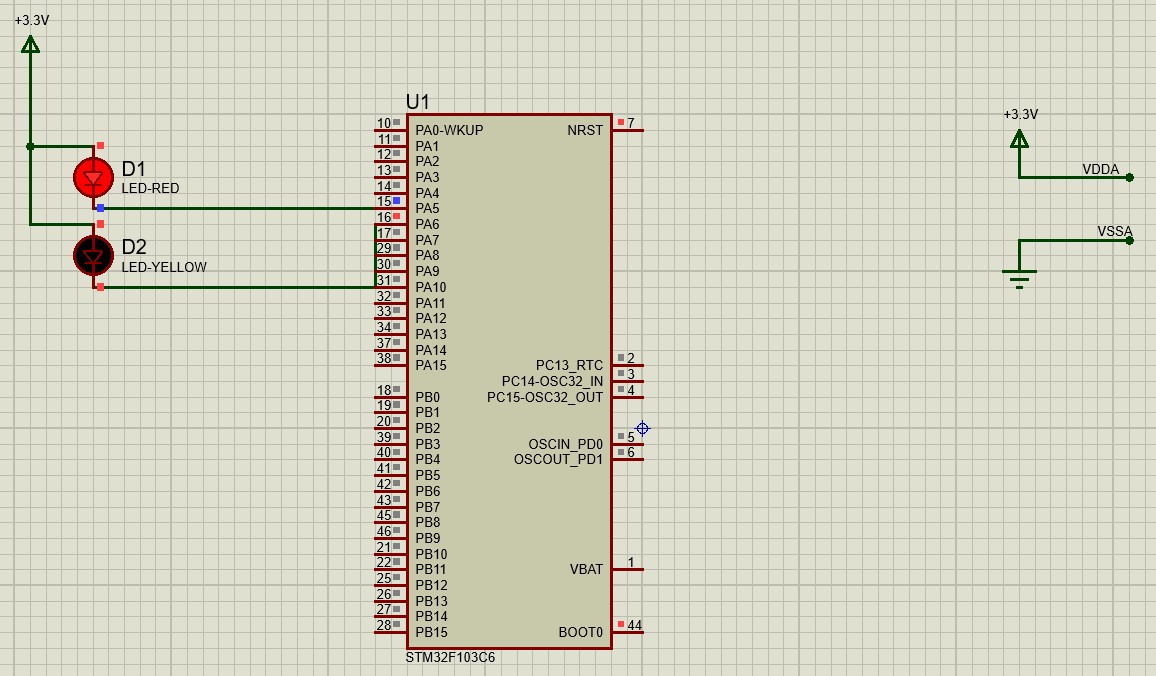 +3.3V
U1
10 PA0-WKUP
11 PA1
12 PA2
13 PA3
14 PA4
15 PA5
16 PA6
17 PA7
29 PA8
30 PA9
31 PA10
32 PA11
33 PA12
34 PA13
37 PA14
38 PA15
18 PB0
19 PB1
20 PB2
39 PB3
40 PB4
41 PB5
42 PB6
43 PB7
45 PB8
46 PB9
21 PB10
22 PB11
25 PB12
26 PB13
27 PB14
28 PB15
NRST 7
PC13_RTC 2
PC14-OSC32_IN 3
PC15-OSC32_OUT 4
OSCIN_PD0 5
OSCOUT_PD1 6
VBAT 1
BOOT0 44
STM32F103C6
D1
LED-RED
D2
LED-YELLOW
+3.3V
VDDA
VSSA